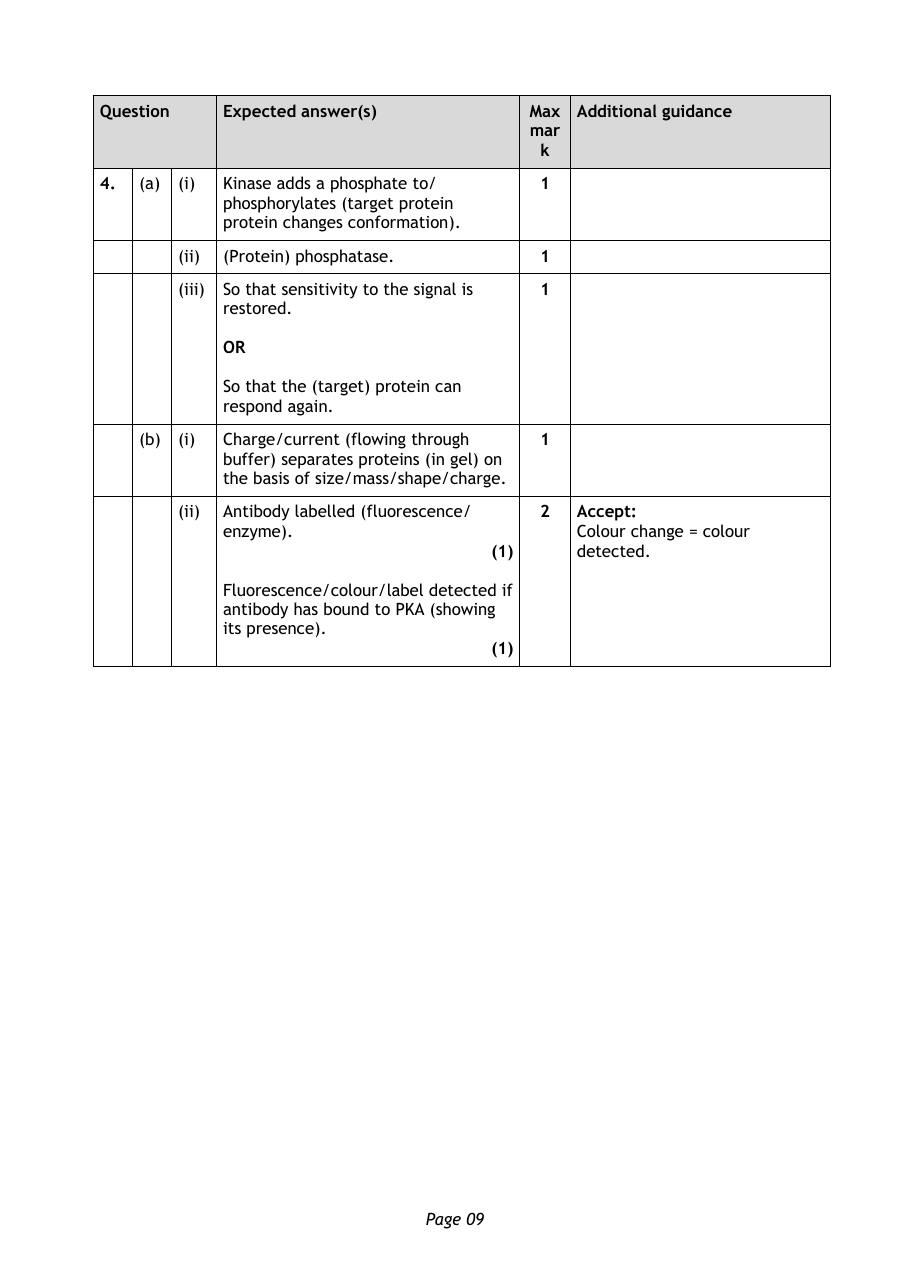 Question Expected answer(s) Max Additional guidance
mar
k
4. (a) (i) Kinase adds a phosphate to/ 1
phosphorylates (target protein
protein changes conformation).
(ii) (Protein) phosphatase. 1
(iii) So that sensitivity to the signal is 1
restored.
OR
So that the (target) protein can
respond again.
(b) (i) Charge/current (flowing through 1
buffer) separates proteins (in gel) on
the basis of size/mass/shape/charge.
(ii) Antibody labelled (fluorescence/ 2 Accept:
enzyme). Colour change = colour
(1) detected.
Fluorescence/colour/label detected if
antibody has bound to PKA (showing
its presence).
(1)
Page 09